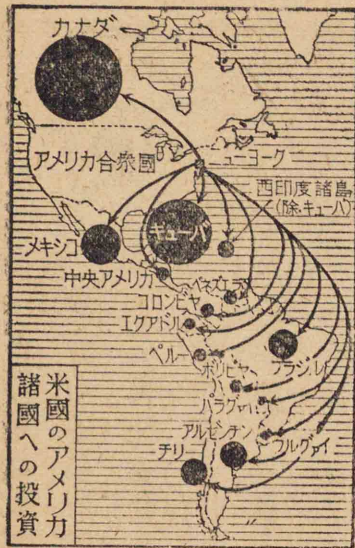 カナダ
アメリカ合衆國
ニューヨーク
西印度諸島
(除.キューバ)
キューバ
メキシコ
中央アメリカ
ベネズエラ
コロンビヤ
エクアドル
ペルー
ブラジル
ボリビヤ
パラグァイ
アルゼンチン
ウルグァイ
チリー
米國のアメリカ
諸國への投資